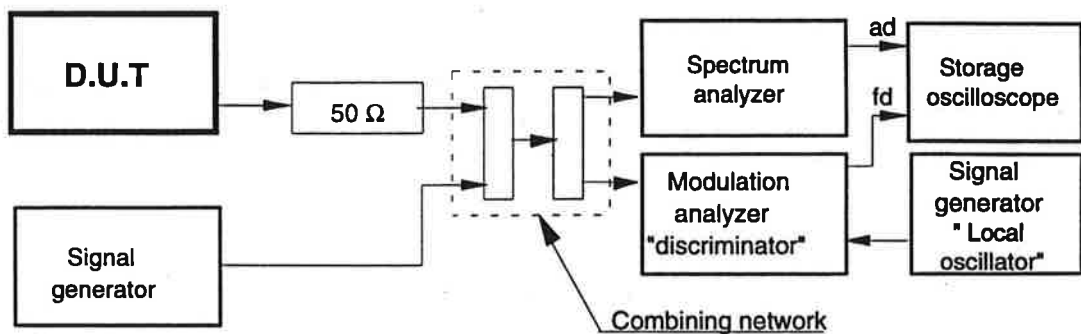 D.U.T
50 Ω
Signal
generator
Spectrum
analyzer
ad
Storage
oscilloscope
fd
Modulation
analyzer
"discriminator"
Signal
generator
" Local
oscillator"
Combining network